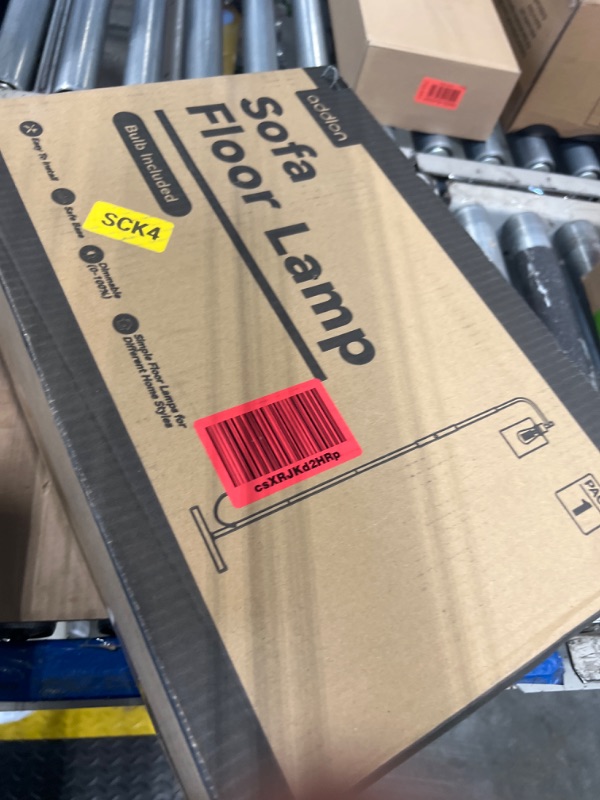 addlon
Sofa
Floor Lamp
Bulb Included
Easy To Install
Safe Base
Dimmable
(0-100%)
Simple Floor Lamps for
Different Home Styles
SCK4
csXRJKd2HRp
1